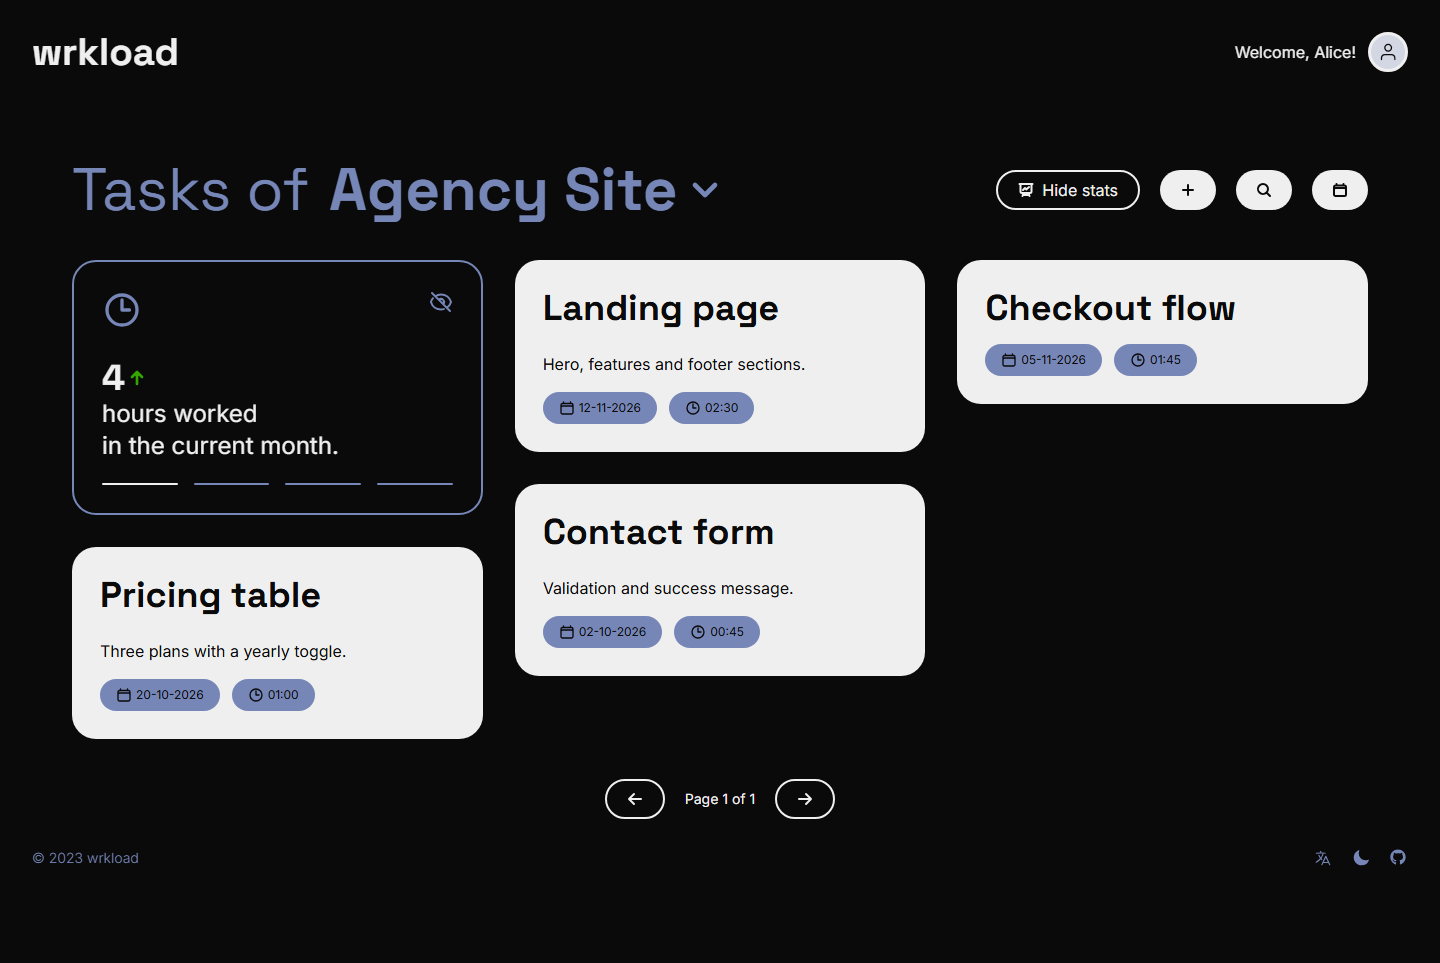 wrkload
Welcome, Alice!
Tasks of Agency Site
Hide stats
4
hours worked
in the current month.
Pricing table
Three plans with a yearly toggle.
20-10-2026 01:00
Landing page
Hero, features and footer sections.
12-11-2026 02:30
Contact form
Validation and success message.
02-10-2026 00:45
Checkout flow
05-11-2026 01:45
Page 1 of 1
© 2023 wrkload